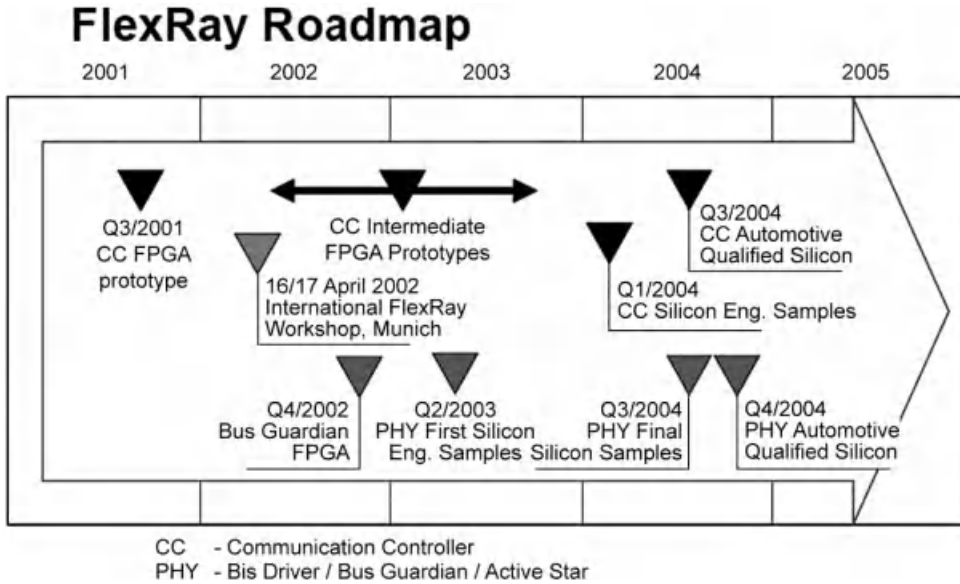 FlexRay Roadmap
2001 2002 2003 2004 2005
Q3/2001
CC FPGA
prototype
CC Intermediate
FPGA Prototypes
Q3/2004
CC Automotive
Qualified Silicon
16/17 April 2002
International FlexRay
Workshop, Munich
Q1/2004
CC Silicon Eng. Samples
Q4/2002
Bus Guardian
FPGA
Q2/2003
PHY First Silicon
Eng. Samples
Q3/2004
PHY Final
Silicon Samples
Q4/2004
PHY Automotive
Qualified Silicon
CC - Communication Controller
PHY - Bis Driver / Bus Guardian / Active Star